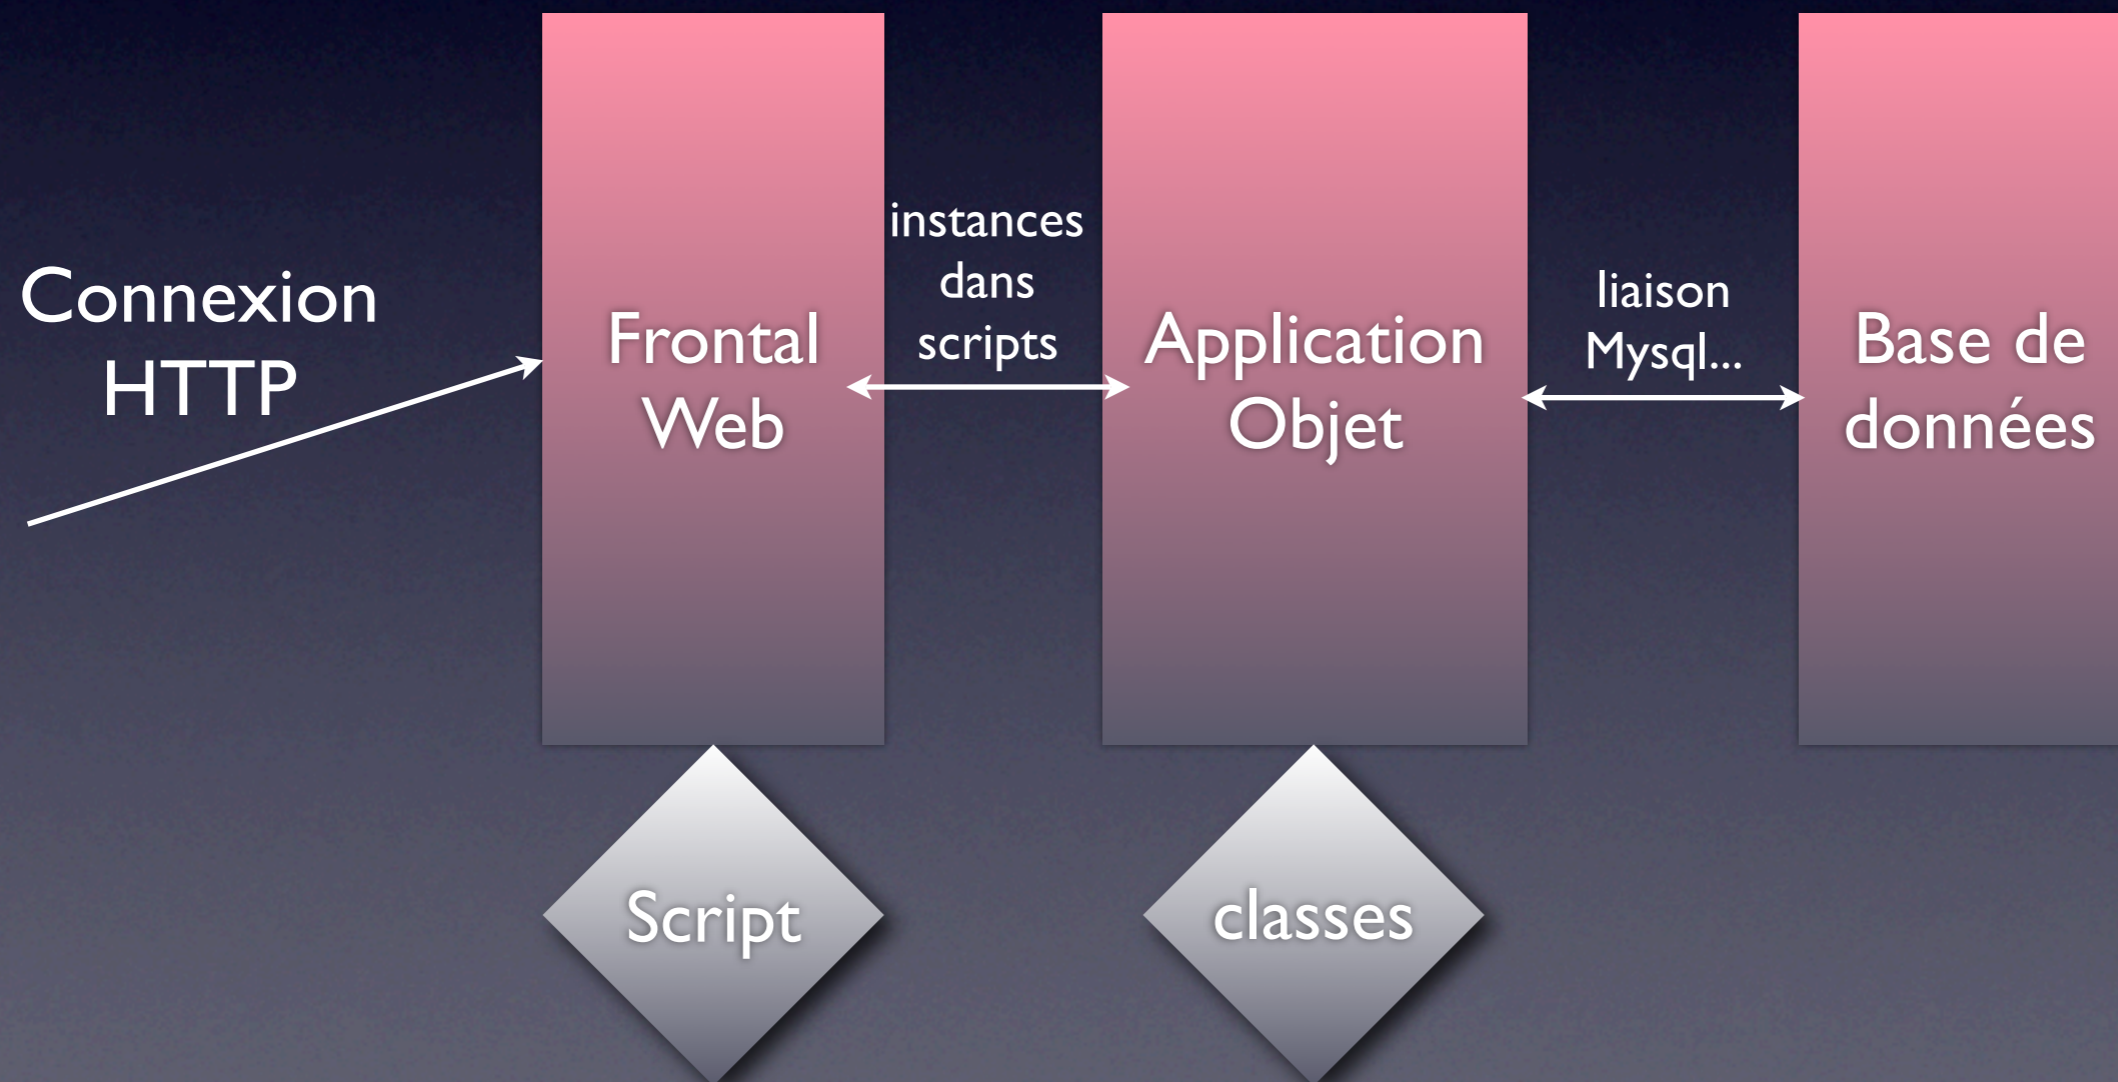 Connexion
HTTP
Frontal
Web
instances
dans
scripts
Application
Objet
liaison
Mysql...
Base de
données
Script
classes